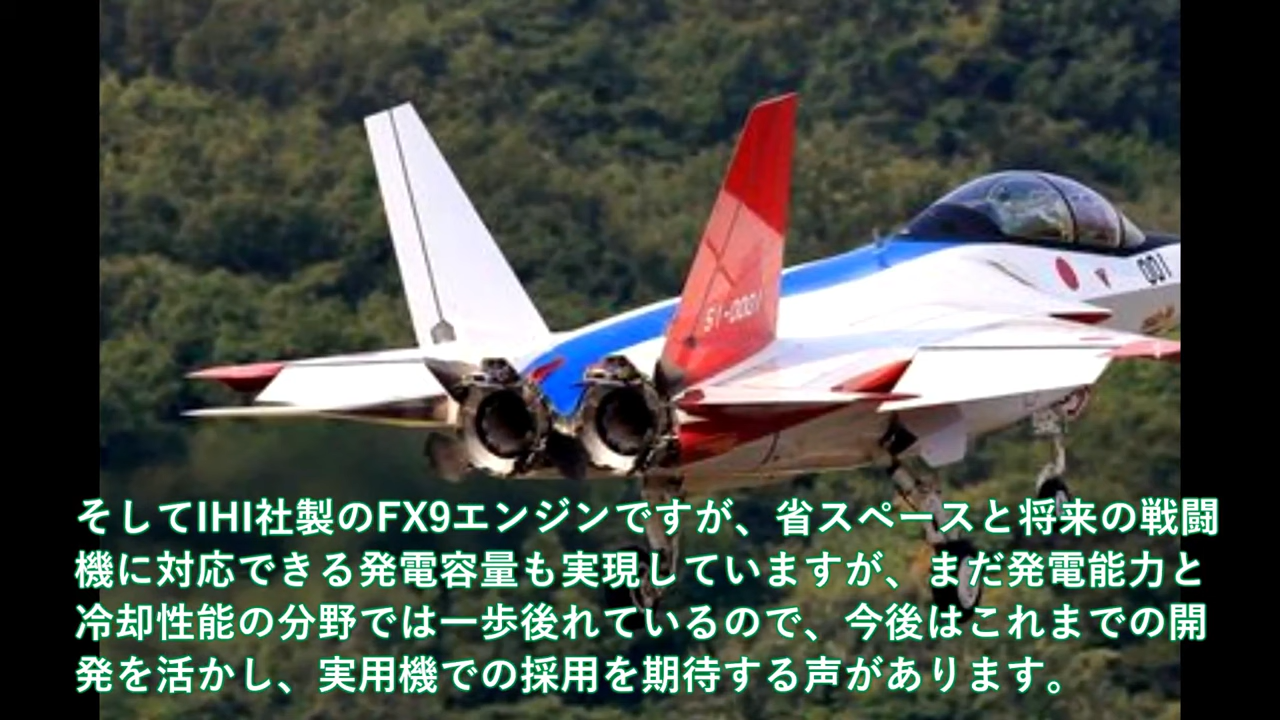 001
51-0001
そしてIHI社製のFX9エンジンですが、省スペースと将来の戦闘
機に対応できる発電容量も実現していますが、まだ発電能力と
冷却性能の分野では一歩後れているので、今後はこれまでの開
発を活かし、実用機での採用を期待する声があります。